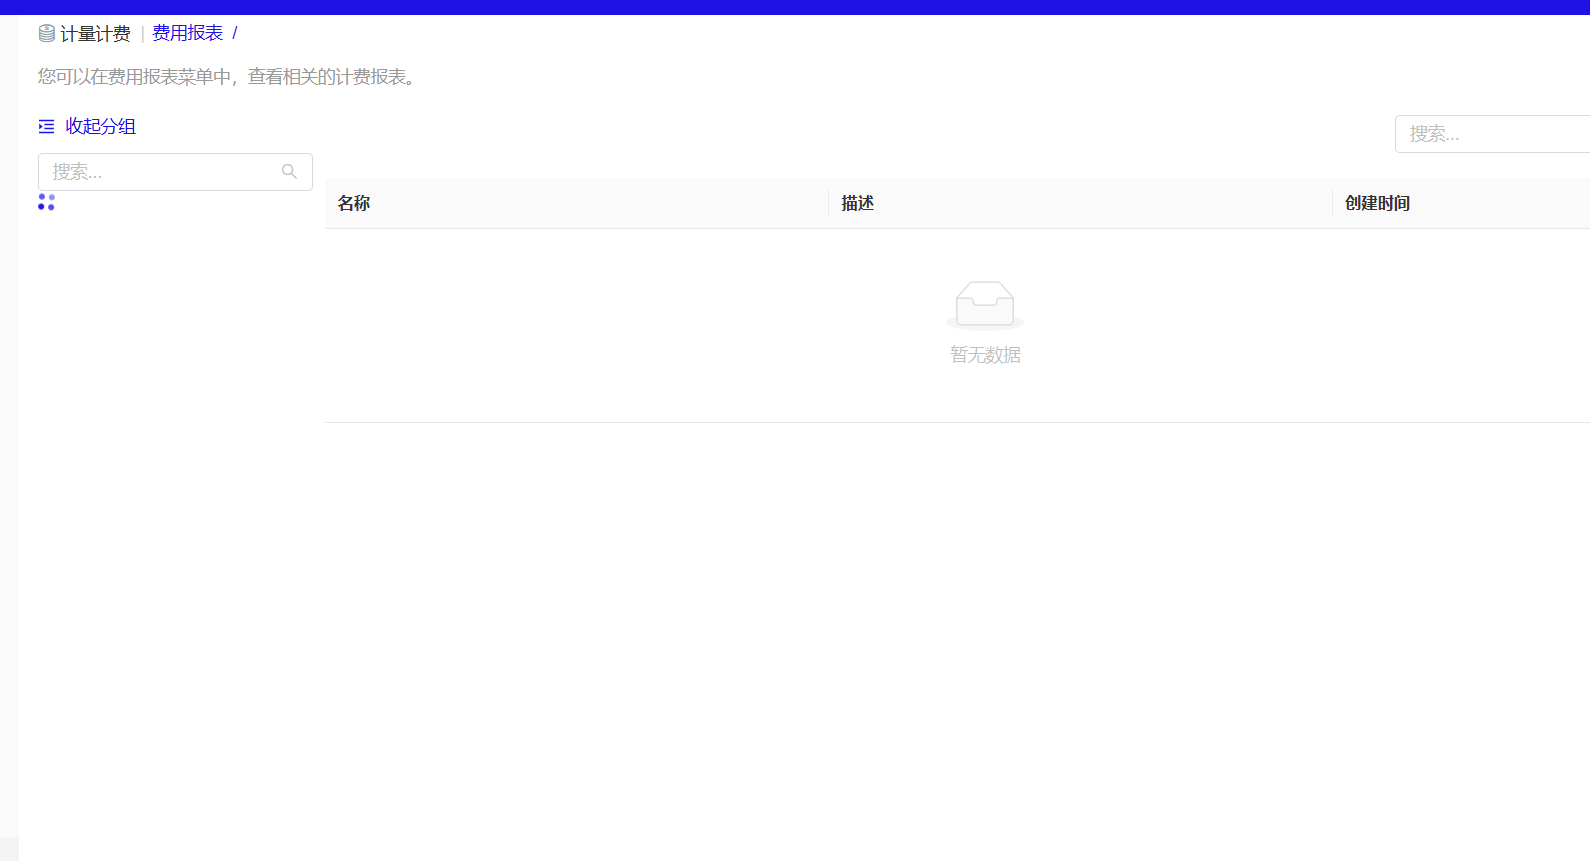 计量计费 | 费用报表 /
您可以在费用报表菜单中，查看相关的计费报表。
收起分组
搜索...
搜索...
名称 描述 创建时间
暂无数据